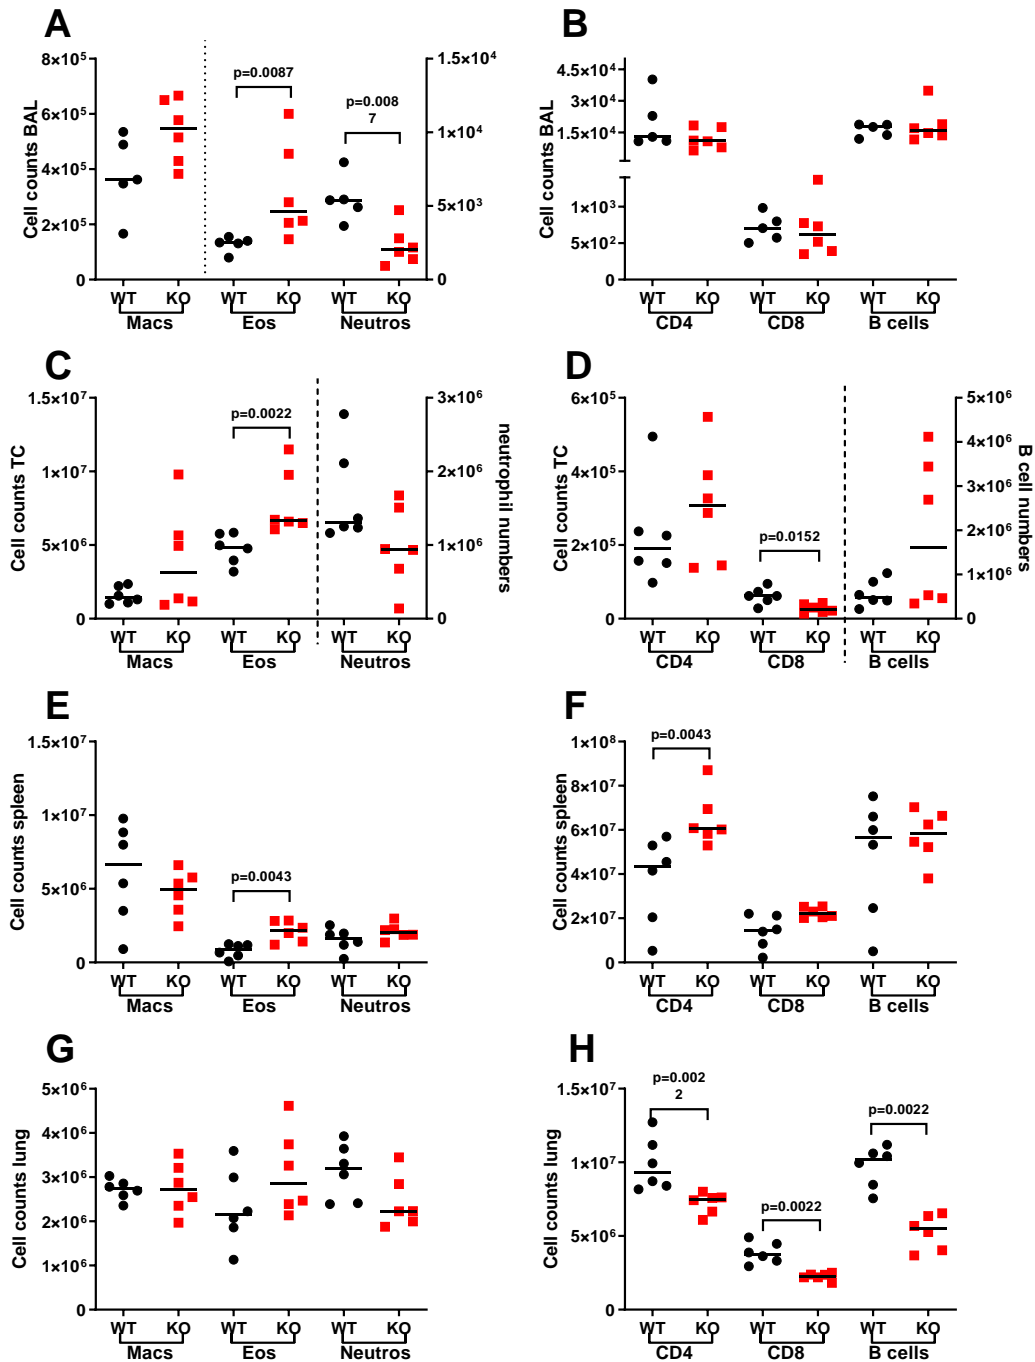 A
Cell counts BAL
8×10⁵
6×10⁵
4×10⁵
2×10⁵
0
1.5×10⁴
1×10⁴
5×10³
0
p=0.0087
p=0.008
7
WT KO WT KO WT KO
Macs Eos Neutros
B
Cell counts BAL
4.5×10⁴
3×10⁴
1.5×10⁴
1×10³
5×10²
0
WT KO WT KO WT KO
CD4 CD8 B cells
C
Cell counts TC
1.5×10⁷
1×10⁷
5×10⁶
0
3×10⁶
2×10⁶
1×10⁶
0
neutrophil numbers
p=0.0022
WT KO WT KO WT KO
Macs Eos Neutros
D
Cell counts TC
6×10⁵
4×10⁵
2×10⁵
0
5×10⁶
4×10⁶
3×10⁶
2×10⁶
1×10⁶
0
B cell numbers
p=0.0152
WT KO WT KO WT KO
CD4 CD8 B cells
E
Cell counts spleen
1.5×10⁷
1×10⁷
5×10⁶
0
p=0.0043
WT KO WT KO WT KO
Macs Eos Neutros
F
Cell counts spleen
1×10⁸
8×10⁷
6×10⁷
4×10⁷
2×10⁷
0
p=0.0043
WT KO WT KO WT KO
CD4 CD8 B cells
G
Cell counts lung
5×10⁶
4×10⁶
3×10⁶
2×10⁶
1×10⁶
0
WT KO WT KO WT KO
Macs Eos Neutros
H
Cell counts lung
1.5×10⁷
1×10⁷
5×10⁶
0
p=0.002
2
p=0.0022
p=0.0022
WT KO WT KO WT KO
CD4 CD8 B cells